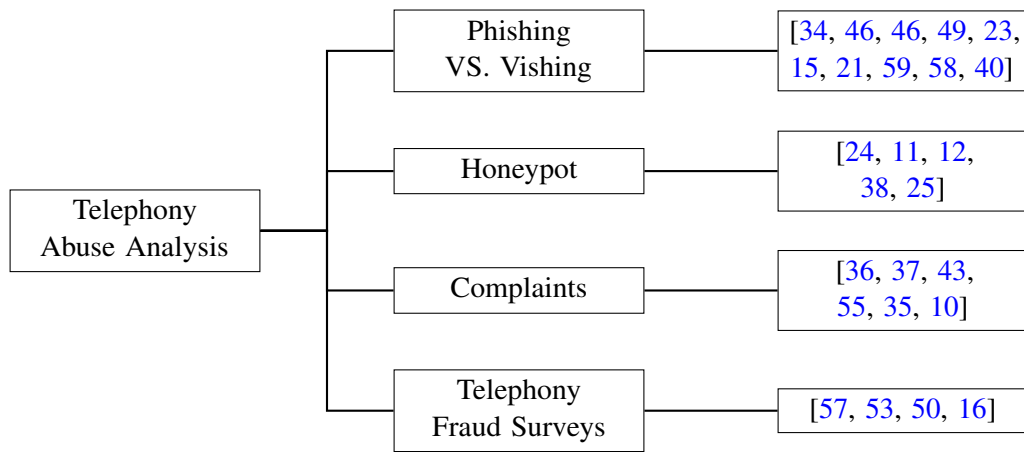 Phishing
VS. Vishing
[34, 46, 46, 49, 23,
15, 21, 59, 58, 40]
Honeypot
[24, 11, 12,
38, 25]
Telephony
Abuse Analysis
Complaints
[36, 37, 43,
55, 35, 10]
Telephony
Fraud Surveys
[57, 53, 50, 16]